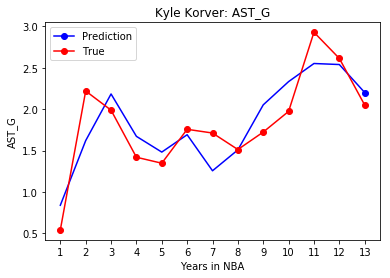 Kyle Korver: AST_G
Prediction
True
3.0
2.5
2.0
1.5
1.0
0.5
AST_G
1 2 3 4 5 6 7 8 9 10 11 12 13
Years in NBA